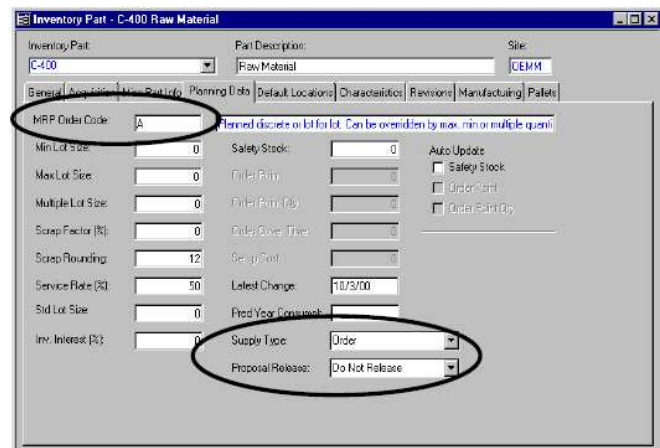 Inventory Part - C-400 Raw Material
Inventory Part: Part Description: Site:
C-400 Raw Material OEMM
General Acquisition Misc Part Info Planning Data Default Locations Characteristics Revisions Manufacturing Pallets
MRP Order Code: A Planned discrete or lot for lot. Can be overridden by max, min or multiple quanti
Min Lot Size: 0 Safety Stock: 0 Auto Update
Max Lot Size: 0 Order Point: 0 Safety Stock
Multiple Lot Size: 0 Order Point Qty: 0 Order Point
Scrap Factor (%): 0 Order Cover Time: 0 Order Point Qty
Scrap Rounding: 12 Setup Cost: 0
Service Rate (%): 50 Latest Change: 10/3/00
Std Lot Size: 0 Pred Year Consumpt:
Inv. Interest (%): 0 Supply Type: Order
Proposal Release: Do Not Release